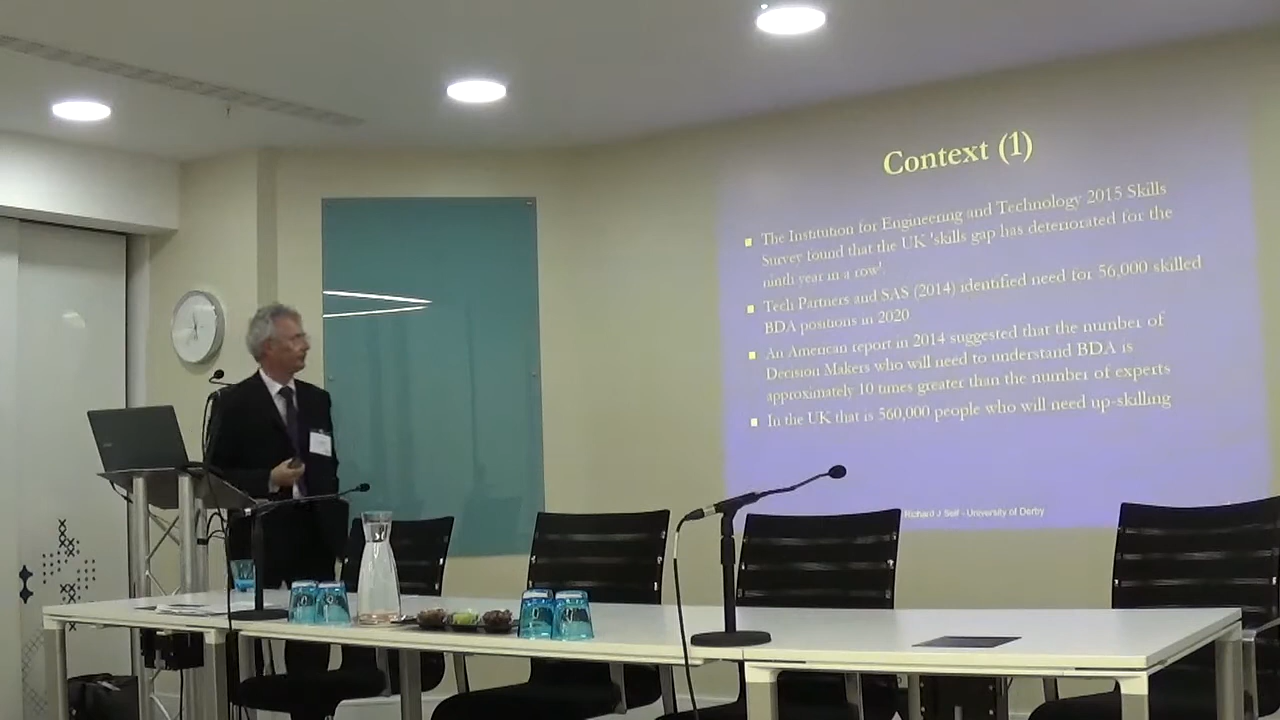 Context (1)
The Institution for Engineering and Technology 2015 Skills
Survey found that the UK 'skills gap has deteriorated for the
ninth year in a row'.
Tech Partners and SAS (2014) identified need for 56,000 skilled
BDA positions in 2020
An American report in 2014 suggested that the number of
Decision Makers who will need to understand BDA is
approximately 10 times greater than the number of experts
In the UK that is 560,000 people who will need up-skilling
Richard J Self - University of Derby